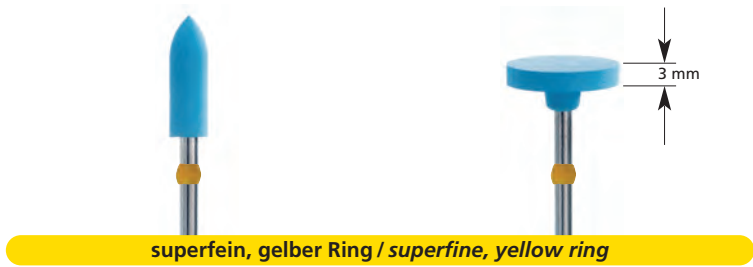 3 mm
superfein, gelber Ring / superfine, yellow ring